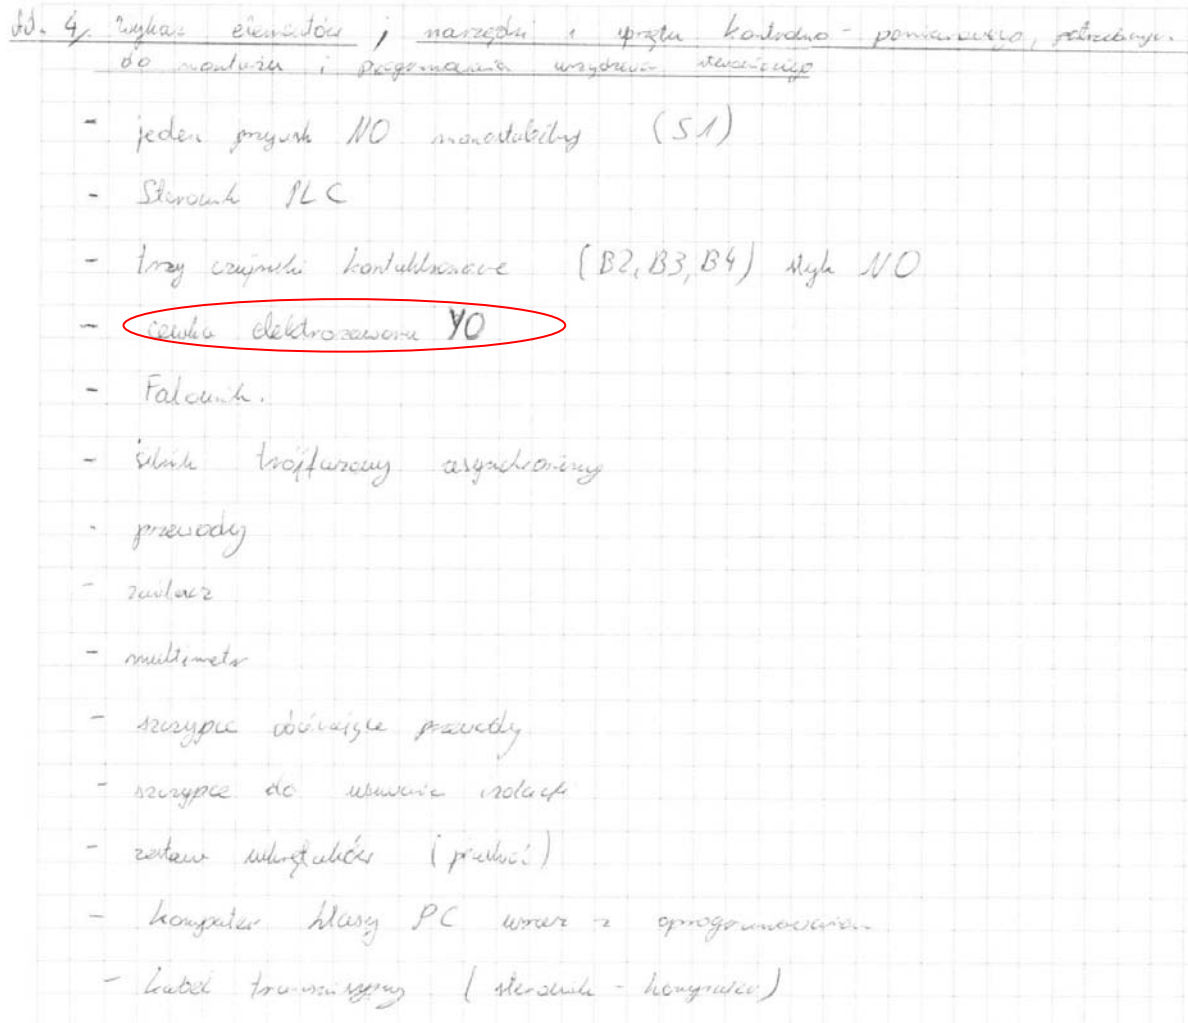 Ad. 4/. Wykaz elementów, narzędzi i sprzętu kontrolno - pomiarowego, potrzebnych
do montażu i programowania urządzenia sterującego
- jeden przycisk NO monostabilny (S1)
- Sterownik PLC
- trzy czujniki kontaktronowe (B2, B3, B4) styk NO
- cewka elektrozaworu Y0
- Falownik.
- silnik trójfazowy asynchroniczny
- przewody
- zasilacz
- multimetr
- szczypce obcinające przewody
- szczypce do usuwania izolacji
- zestaw wkrętaków
- komputer klasy PC wraz z oprogramowaniem
- kabel transmisyjny (sterownik - komputer)